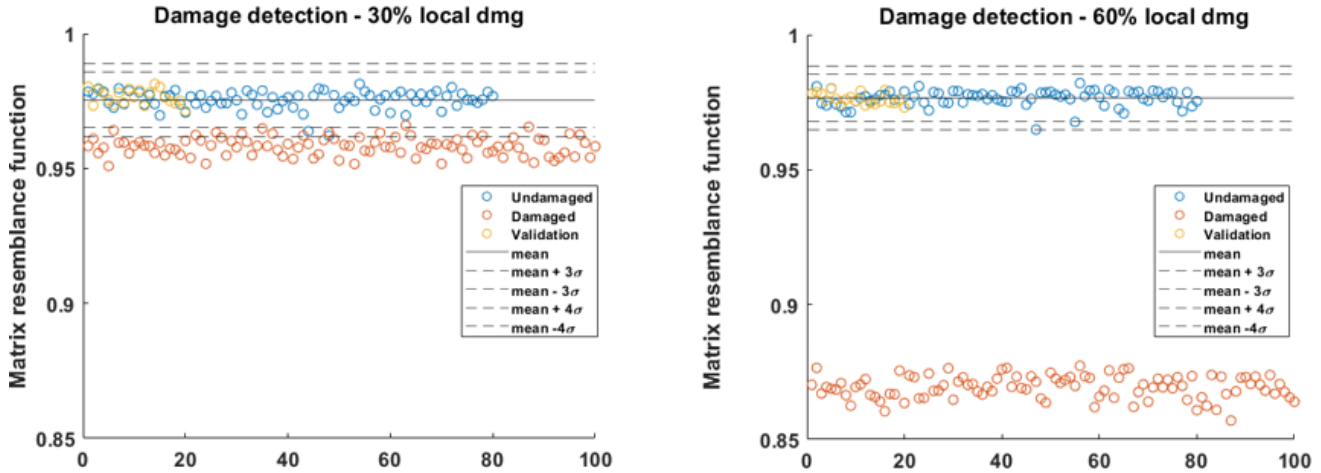 Damage detection - 30% local dmg
Matrix resemblance function
1
0.95
0.9
0.85
0 20 40 60 80 100
Undamaged
Damaged
Validation
mean
mean + 3σ
mean - 3σ
mean + 4σ
mean -4σ
Damage detection - 60% local dmg
Matrix resemblance function
1
0.95
0.9
0.85
0 20 40 60 80 100
Undamaged
Damaged
Validation
mean
mean + 3σ
mean - 3σ
mean + 4σ
mean -4σ